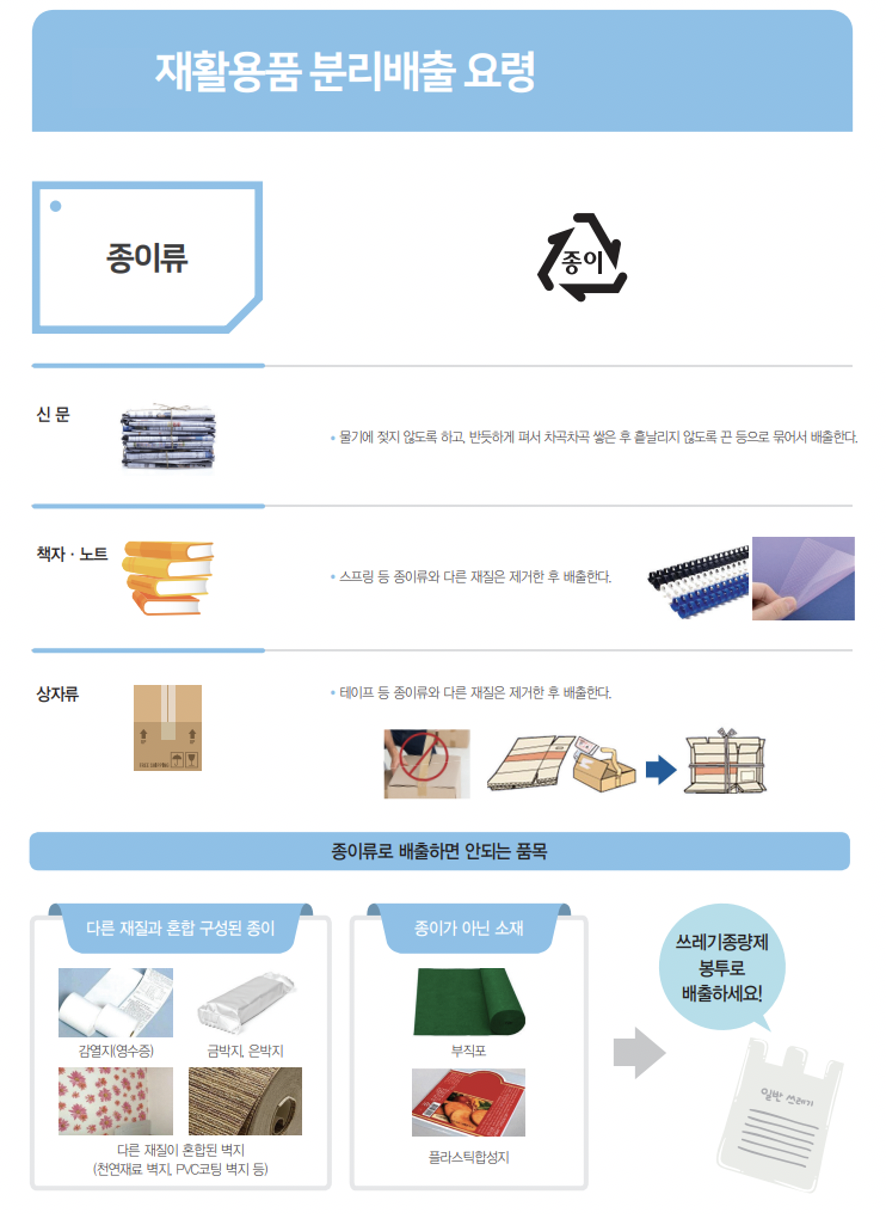 재활용품 분리배출 요령
종이류
종이
신 문
• 물기에 젖지 않도록 하고, 반듯하게 펴서 차곡차곡 쌓은 후 흩날리지 않도록 끈 등으로 묶어서 배출한다.
책자 · 노트
• 스프링 등 종이류와 다른 재질은 제거한 후 배출한다.
상자류
• 테이프 등 종이류와 다른 재질은 제거한 후 배출한다.
UP
UP
종이류로 배출하면 안되는 품목
다른 재질과 혼합 구성된 종이
감열지(영수증)
금박지, 은박지
다른 재질이 혼합된 벽지
(천연재료 벽지, PVC코팅 벽지 등)
종이가 아닌 소재
부직포
플라스틱합성지
쓰레기종량제
봉투로
배출하세요!
일반 쓰레기